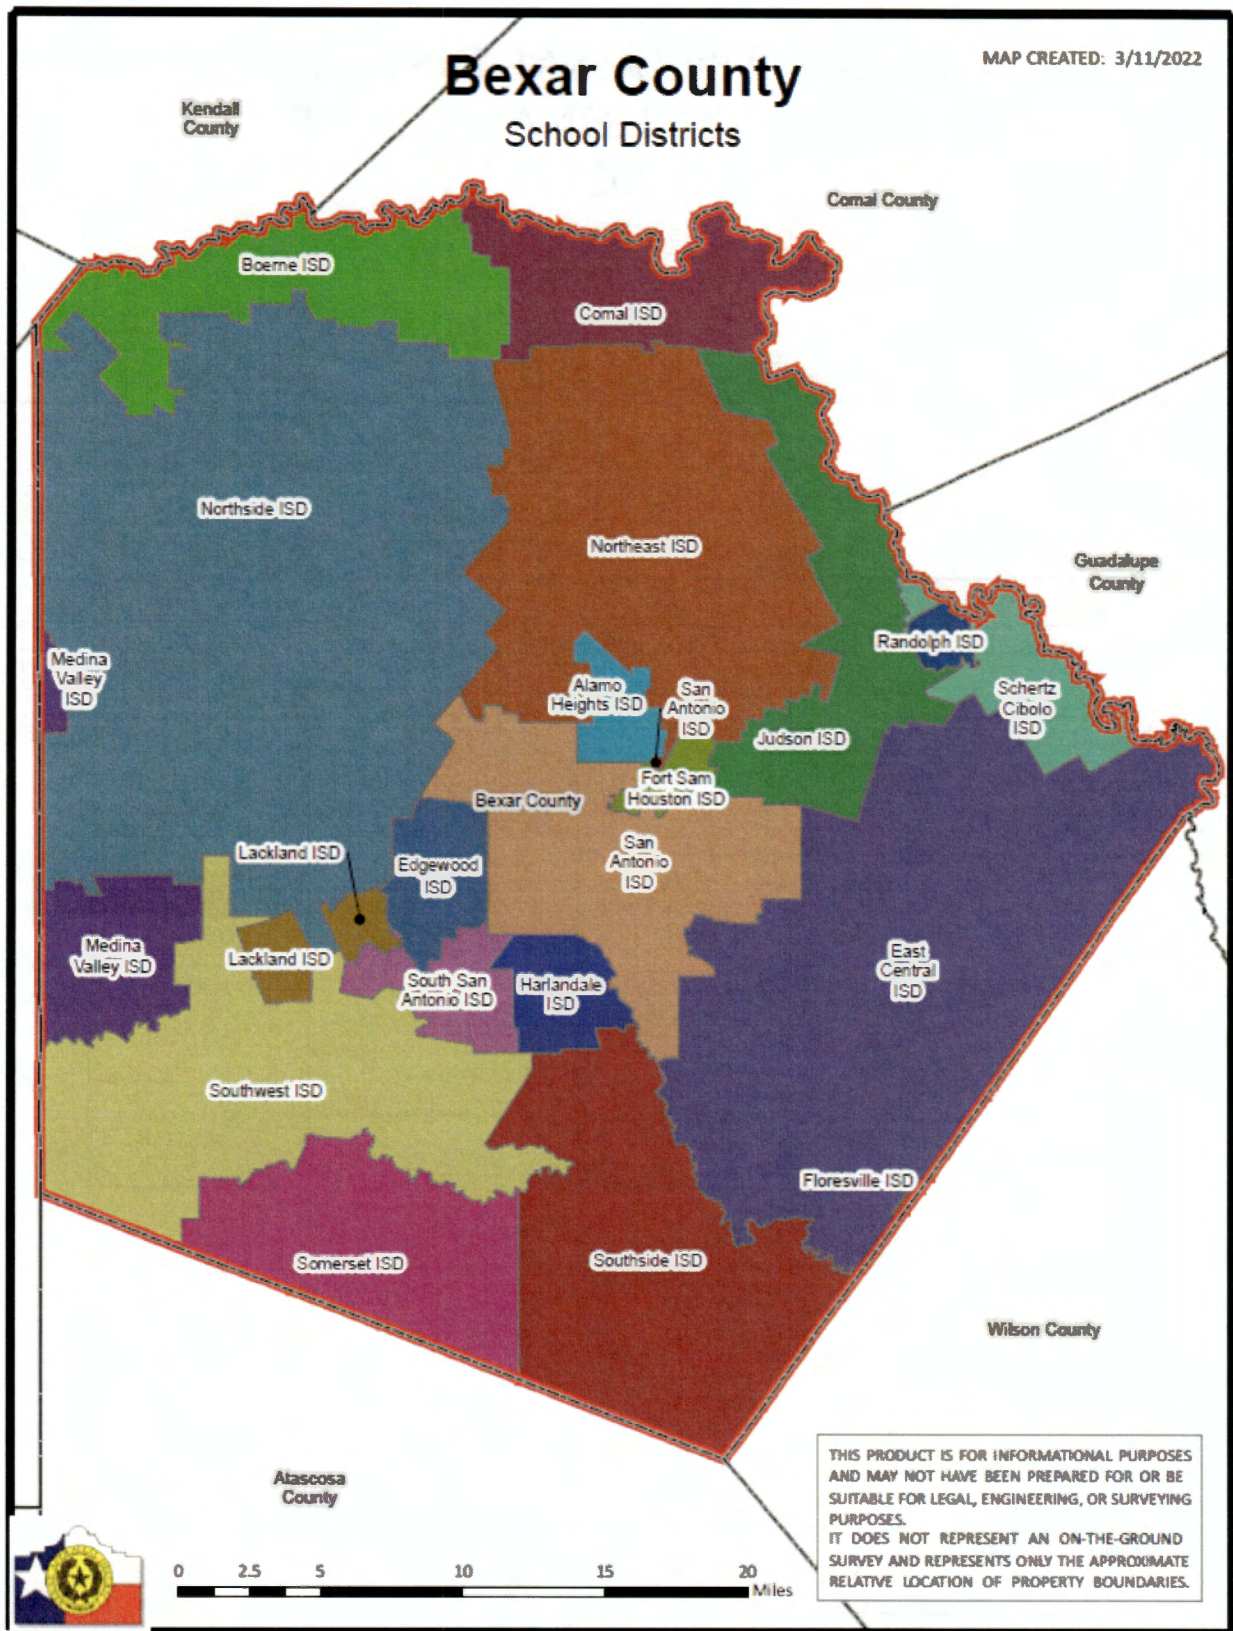 Bexar County
School Districts
MAP CREATED: 3/11/2022
Kendall
County
Comal County
Boerne ISD
Comal ISD
Northside ISD
Northeast ISD
Guadalupe
County
Randolph ISD
Medina
Valley
ISD
Alamo
Heights ISD
San
Antonio
ISD
Schertz
Cibolo
ISD
Judson ISD
Fort Sam
Houston ISD
Bexar County
San
Antonio
ISD
Lackland ISD
Edgewood
ISD
Medina
Valley ISD
Lackland ISD
South San
Antonio ISD
Harlandale
ISD
East
Central
ISD
Southwest ISD
Floresville ISD
Somerset ISD
Southside ISD
Wilson County
Atascosa
County
THIS PRODUCT IS FOR INFORMATIONAL PURPOSES
AND MAY NOT HAVE BEEN PREPARED FOR OR BE
SUITABLE FOR LEGAL, ENGINEERING, OR SURVEYING
PURPOSES.
IT DOES NOT REPRESENT AN ON-THE-GROUND
SURVEY AND REPRESENTS ONLY THE APPROXIMATE
RELATIVE LOCATION OF PROPERTY BOUNDARIES.
0 2.5 5 10 15 20
Miles